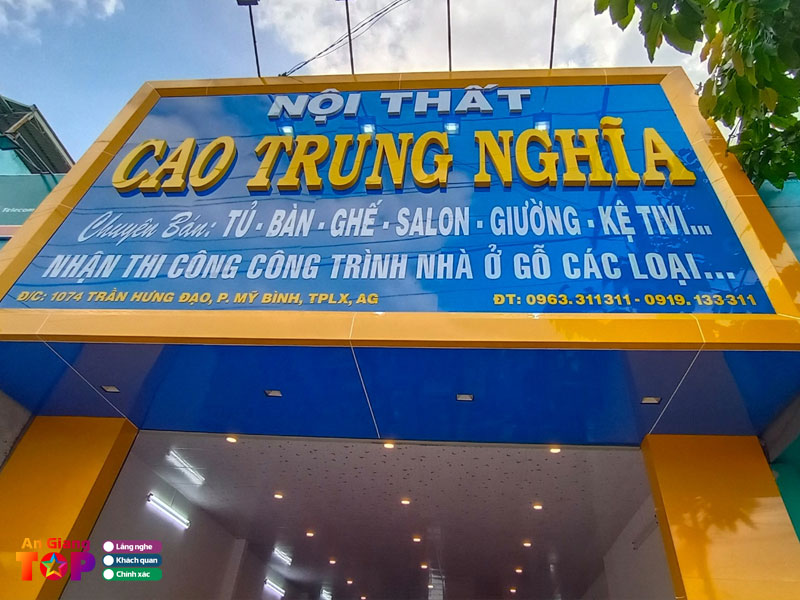 NỘI THẤT
CAO TRUNG NGHĨA
Chuyên Bán: TỦ - BÀN - GHẾ - SALON - GIƯỜNG - KỆ TIVI...
NHẬN THI CÔNG CÔNG TRÌNH NHÀ Ở GỖ CÁC LOẠI...
Đ/C: 1074 TRẦN HƯNG ĐẠO, P. MỸ BÌNH, TPLX, AG ĐT: 0963.311311 - 0919.133311
Telecom
An Giang
TOP
Lắng nghe
Khách quan
Chính xác